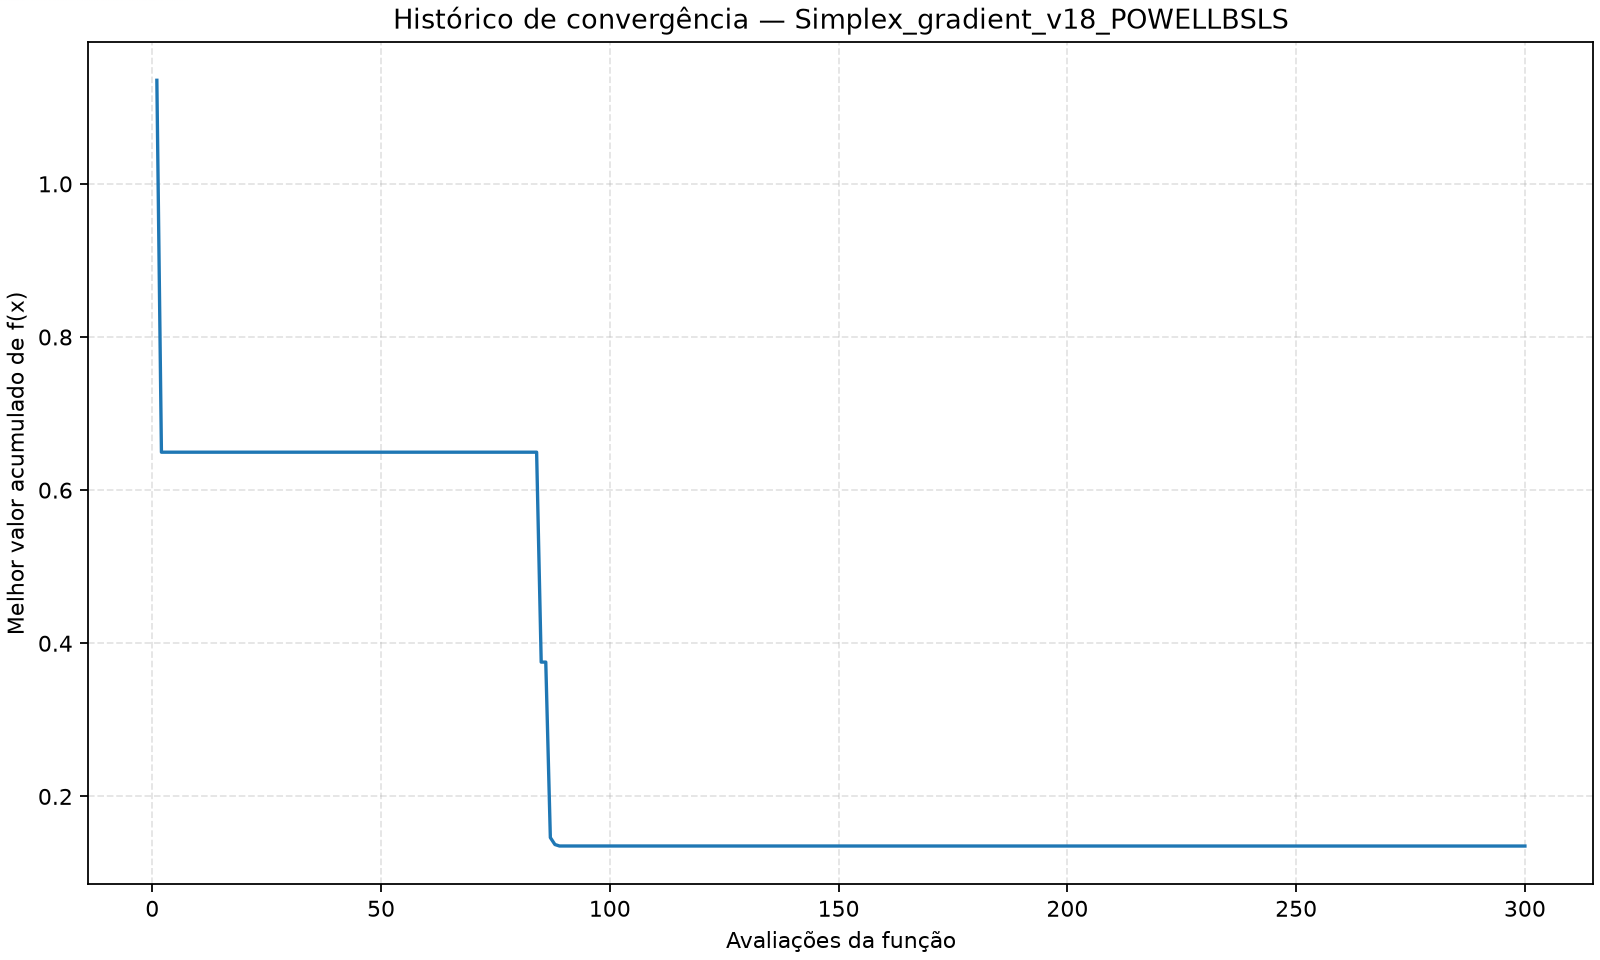 Histórico de convergência — Simplex_gradient_v18_POWELLBSLS
Melhor valor acumulado de f(x)
1.0
0.8
0.6
0.4
0.2
0 50 100 150 200 250 300
Avaliações da função